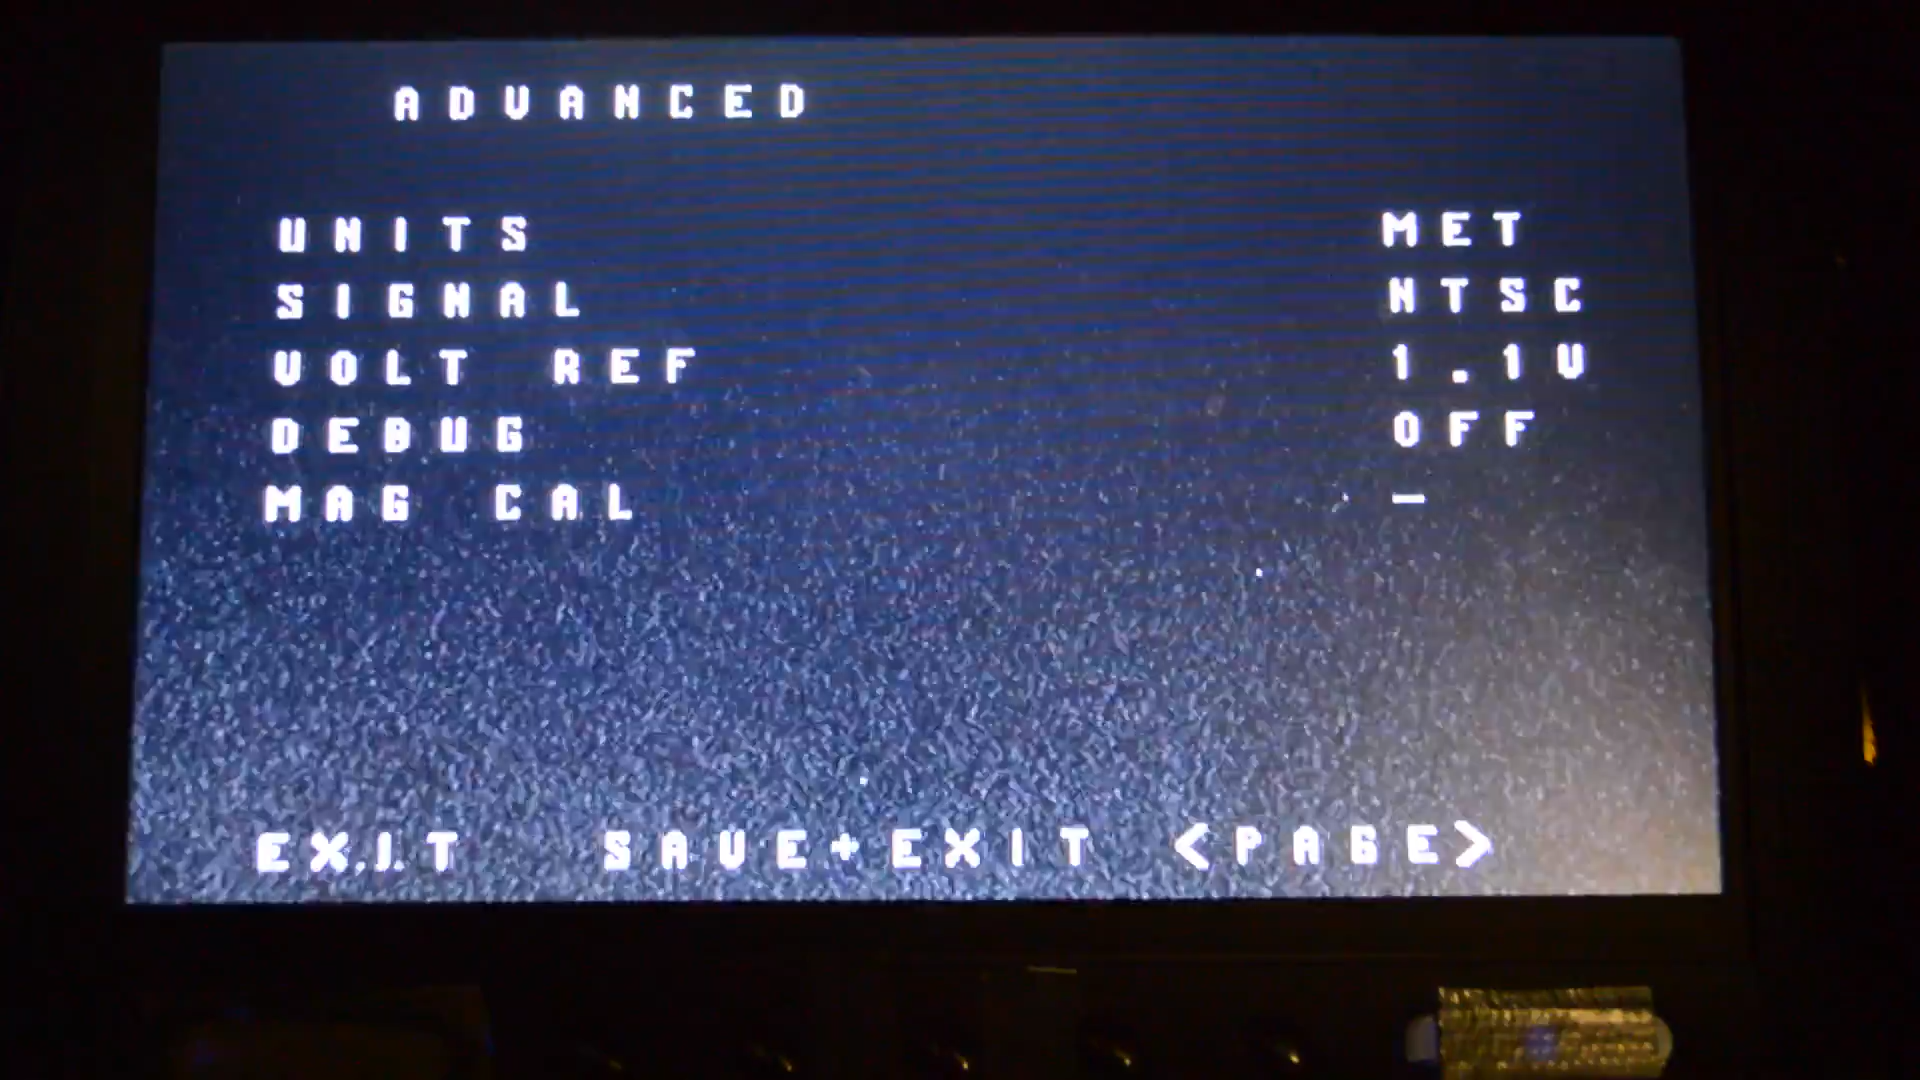 ADVANCED
UNITS MET
SIGNAL NTSC
VOLT REF 1.1V
DEBUG OFF
MAG CAL -
EXIT SAVE+EXIT <PAGE>